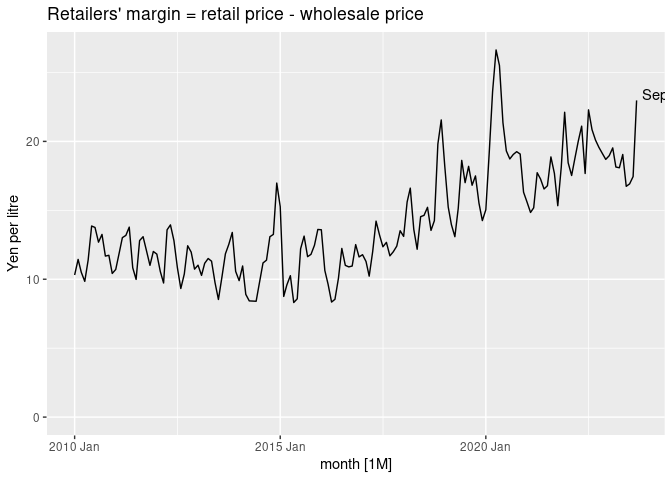 Retailers' margin = retail price - wholesale price
Yen per litre
20
10
0
Sep
2010 Jan
2015 Jan
2020 Jan
month [1M]